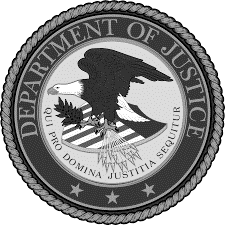 DEPARTMENT OF JUSTICE
QUI PRO DOMINA JUSTITIA SEQUITUR